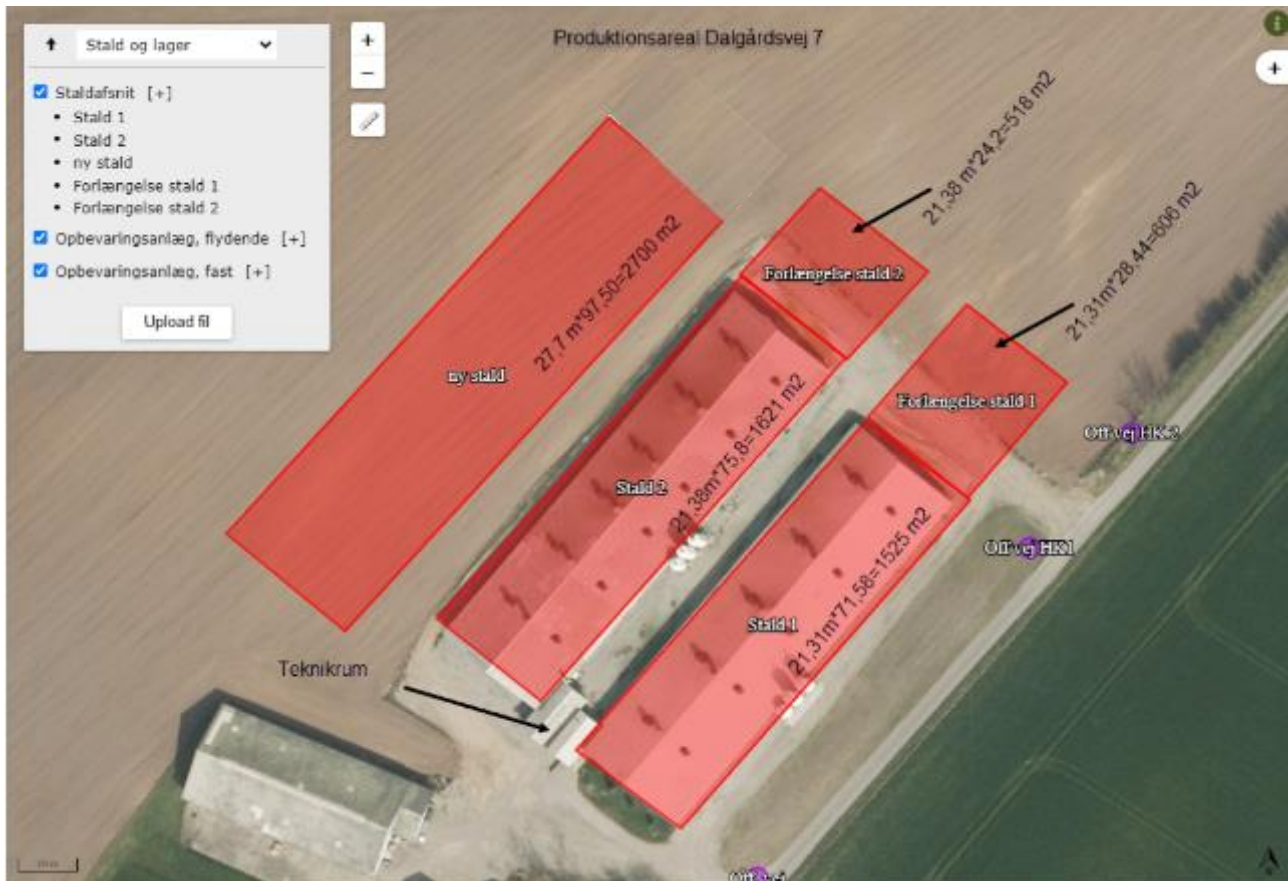 Stald og lager
Staldafsnit [+]
Stald 1
Stald 2
ny stald
Forlængelse stald 1
Forlængelse stald 2
Opbevaringsanlæg, flydende [+]
Opbevaringsanlæg, fast [+]
Upload fil
+
−
Produktionsareal Dalgårdsvej 7
i
+
21,38 m*24,2=518 m2
21,31m*28,44=606 m2
Forlængelse stald 2
27,7 m*97,50=2700 m2
ny stald
Forlængelse stald 1
Off vej HK 2
Stald 2
21,38m*75,8=1621 m2
Off vej HK1
Stald 1
21,31m*71,58=1525 m2
Teknikrum
Off vej